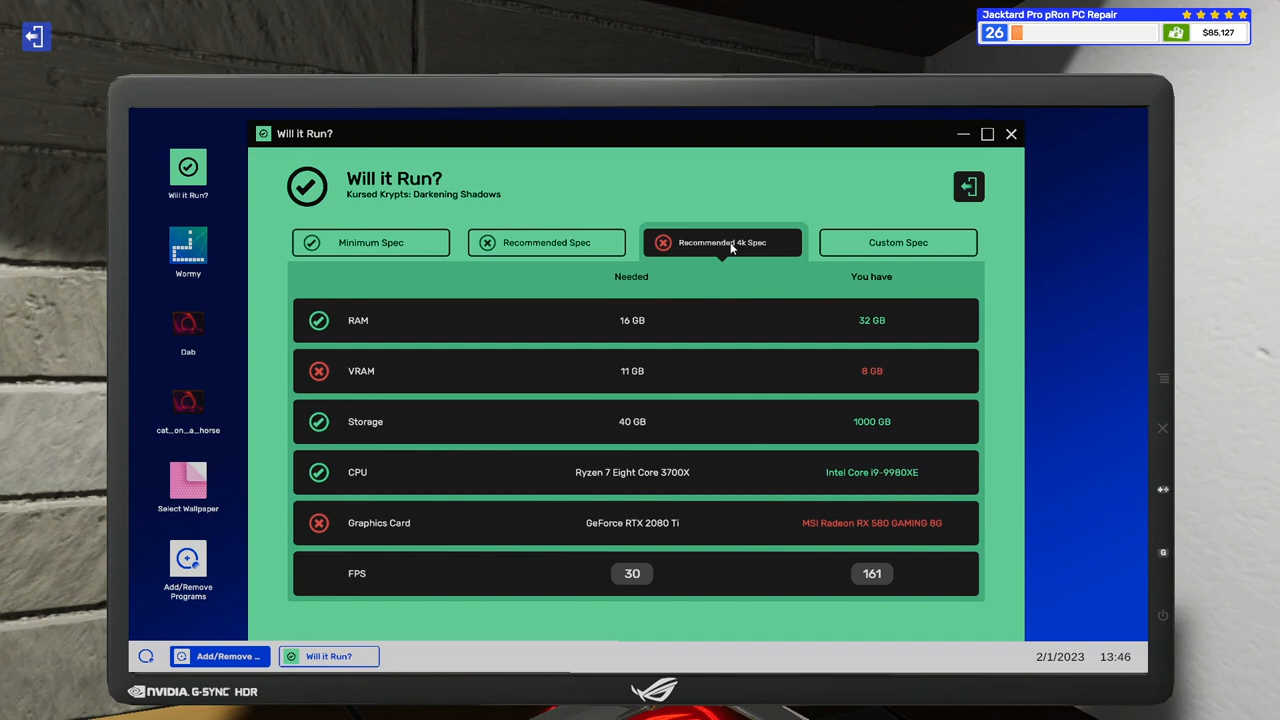 Jacktard Pro pRon PC Repair
26
$85,127
Will it Run?
Will it Run?
Kursed Krypts: Darkening Shadows
Minimum Spec
Recommended Spec
Recommended 4k Spec
Custom Spec
Needed
You have
RAM
16 GB
32 GB
VRAM
11 GB
8 GB
Storage
40 GB
1000 GB
CPU
Ryzen 7 Eight Core 3700X
Intel Core i9-9980XE
Graphics Card
GeForce RTX 2080 Ti
MSI Radeon RX 580 GAMING 8G
FPS
30
161
Will it Run?
Wormy
Dab
cat_on_a_horse
Select Wallpaper
Add/Remove
Programs
Add/Remove ...
Will it Run?
2/1/2023
13:46
NVIDIA G-SYNC HDR
G